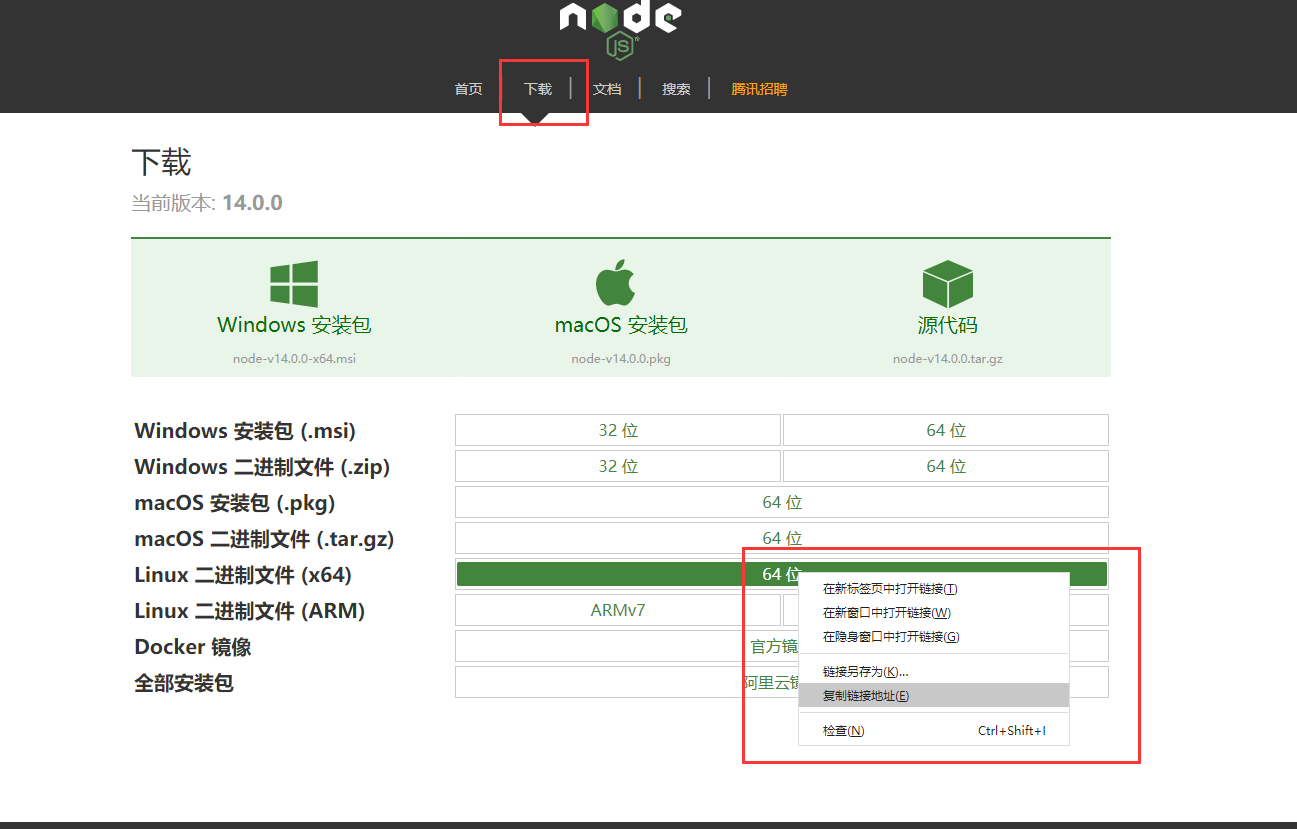 node
JS
首页 下载 | 文档 | 搜索 | 腾讯招聘
下载
当前版本: 14.0.0
Windows 安装包 macOS 安装包 源代码
node-v14.0.0-x64.msi node-v14.0.0.pkg node-v14.0.0.tar.gz
Windows 安装包 (.msi) 32 位 64 位
Windows 二进制文件 (.zip) 32 位 64 位
macOS 安装包 (.pkg) 64 位
macOS 二进制文件 (.tar.gz) 64 位
Linux 二进制文件 (x64) 64 位
Linux 二进制文件 (ARM) ARMv7
Docker 镜像 官方镜
全部安装包 阿里云镜
在新标签页中打开链接(T)
在新窗口中打开链接(W)
在隐身窗口中打开链接(G)
链接另存为(K)...
复制链接地址(E)
检查(N) Ctrl+Shift+I